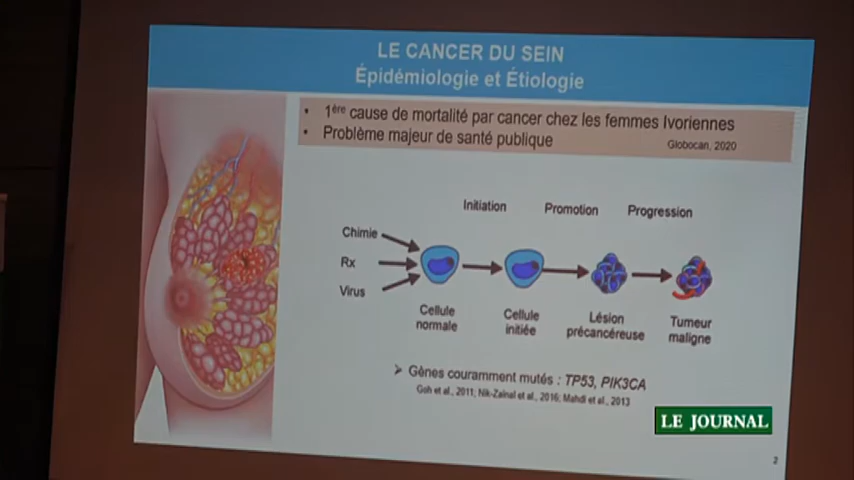 LE CANCER DU SEIN
Épidémiologie et Étiologie
• 1ère cause de mortalité par cancer chez les femmes Ivoriennes
• Problème majeur de santé publique
Globocan, 2020
Initiation Promotion Progression
Chimie
Rx
Virus
Cellule normale
Cellule initiée
Lésion précancéreuse
Tumeur maligne
➤ Gènes couramment mutés : TP53, PIK3CA
Goh et al., 2011; Nik-Zainal et al., 2016; Mahdi et al., 2013
LE JOURNAL
2